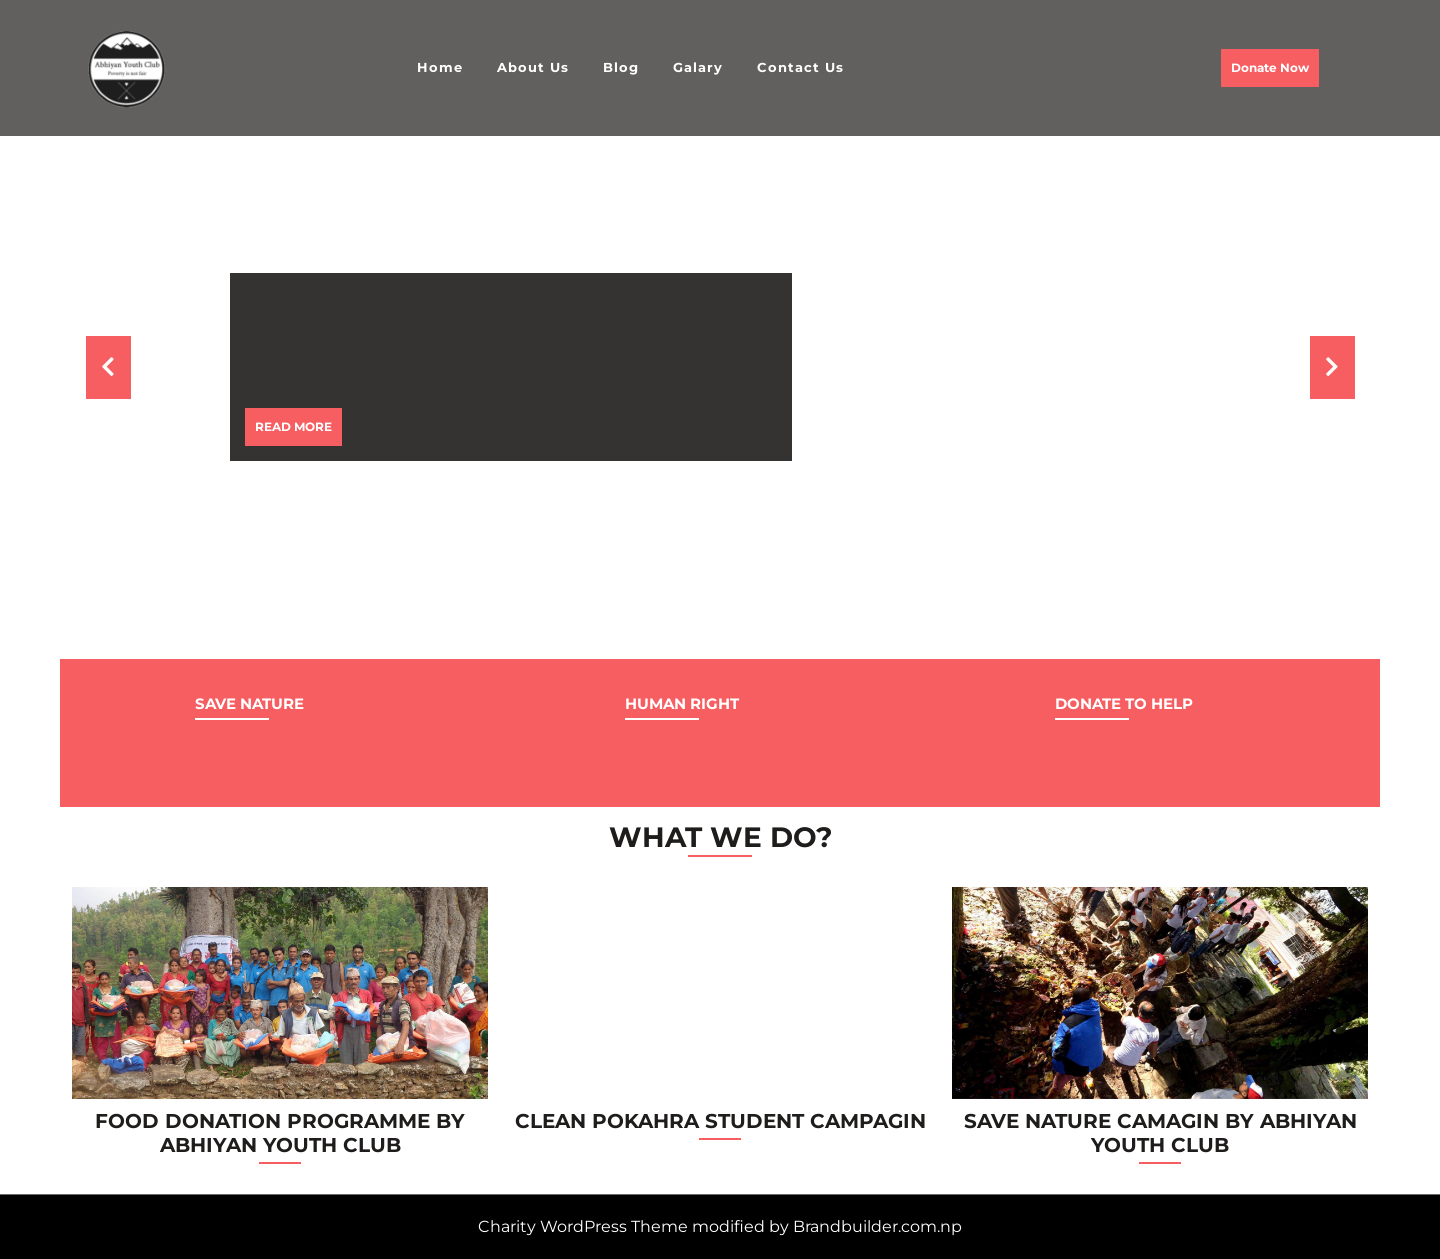 Abhiyan Youth Club
Poverty is not fair
Home
About Us
Blog
Galary
Contact Us
Donate Now
READ MORE
SAVE NATURE
HUMAN RIGHT
DONATE TO HELP
WHAT WE DO?
FOOD DONATION PROGRAMME BY
ABHIYAN YOUTH CLUB
CLEAN POKAHRA STUDENT CAMPAGIN
SAVE NATURE CAMAGIN BY ABHIYAN
YOUTH CLUB
Charity WordPress Theme modified by Brandbuilder.com.np